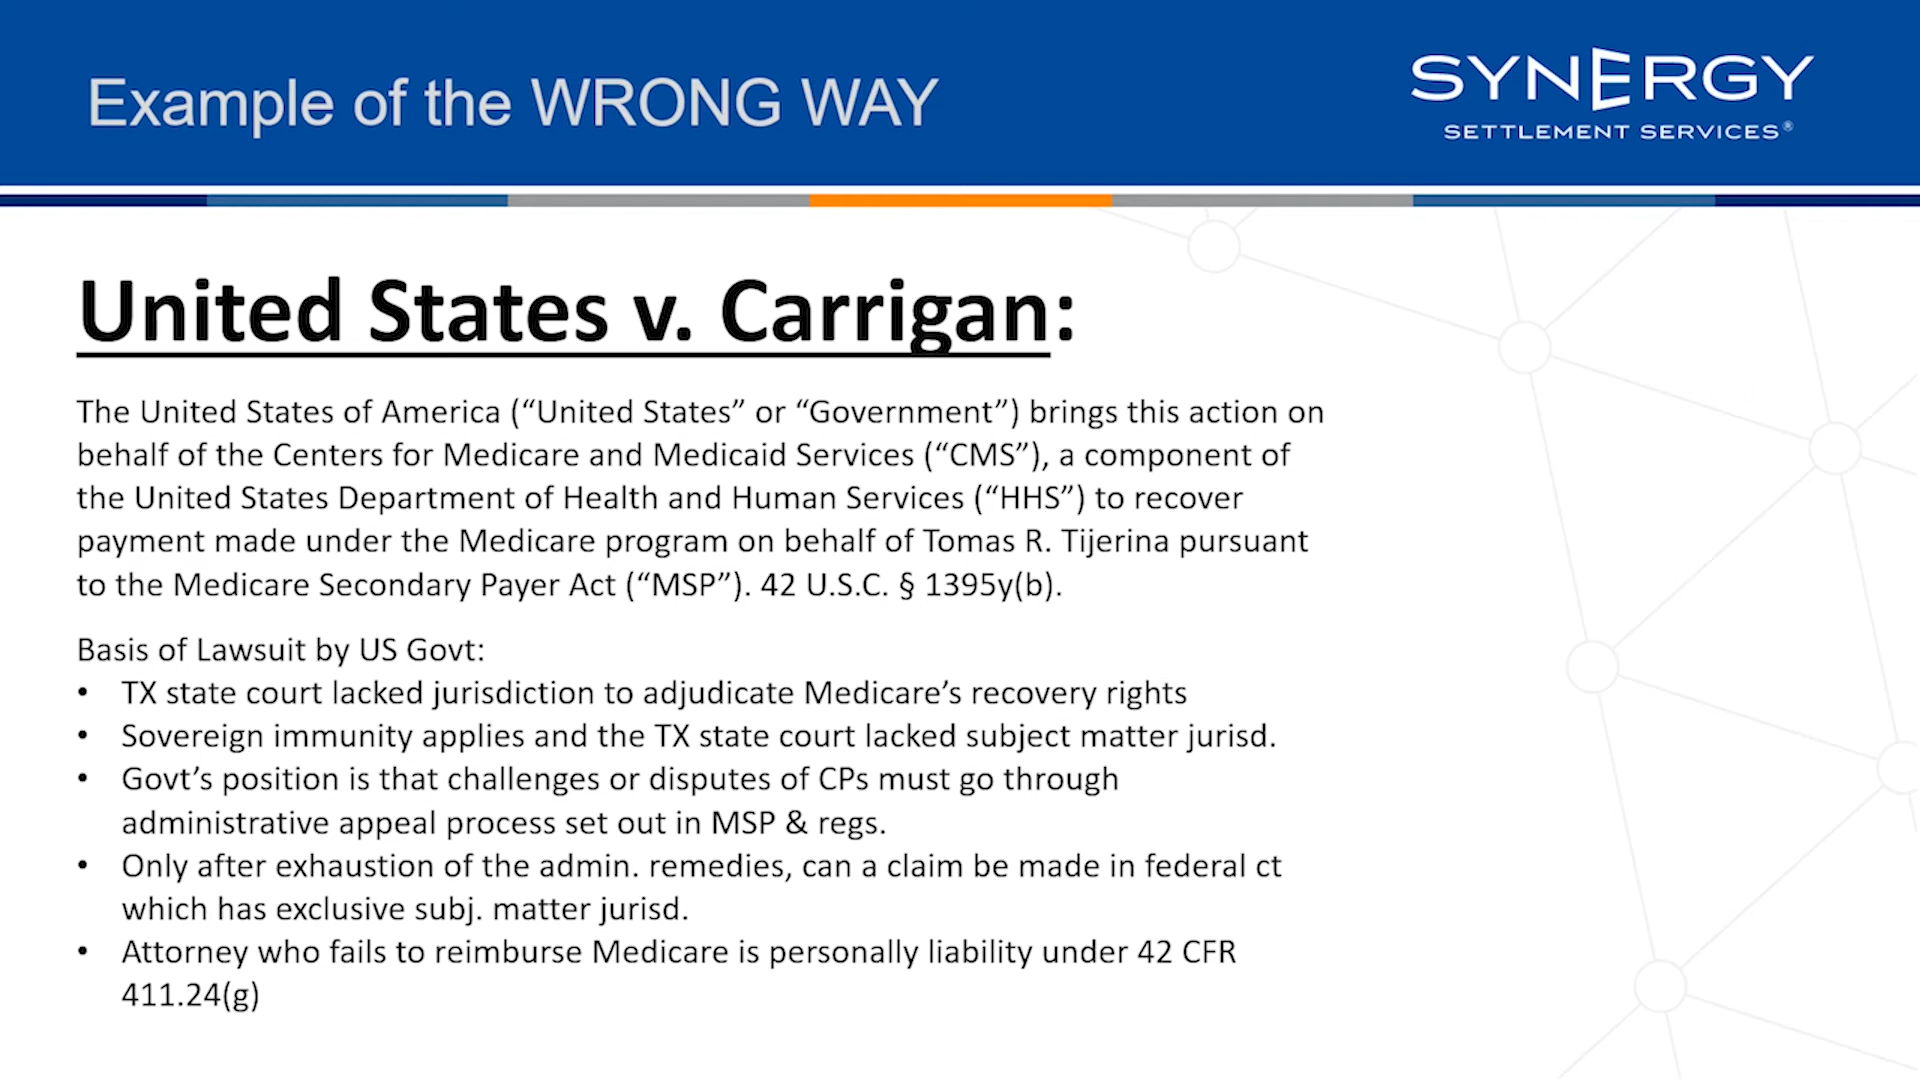 Example of the WRONG WAY
SYNERGY
SETTLEMENT SERVICES®
United States v. Carrigan:
The United States of America (“United States” or “Government”) brings this action on
behalf of the Centers for Medicare and Medicaid Services (“CMS”), a component of
the United States Department of Health and Human Services (“HHS”) to recover
payment made under the Medicare program on behalf of Tomas R. Tijerina pursuant
to the Medicare Secondary Payer Act (“MSP”). 42 U.S.C. § 1395y(b).
Basis of Lawsuit by US Govt:
• TX state court lacked jurisdiction to adjudicate Medicare’s recovery rights
• Sovereign immunity applies and the TX state court lacked subject matter jurisd.
• Govt’s position is that challenges or disputes of CPs must go through
administrative appeal process set out in MSP & regs.
• Only after exhaustion of the admin. remedies, can a claim be made in federal ct
which has exclusive subj. matter jurisd.
• Attorney who fails to reimburse Medicare is personally liability under 42 CFR
411.24(g)